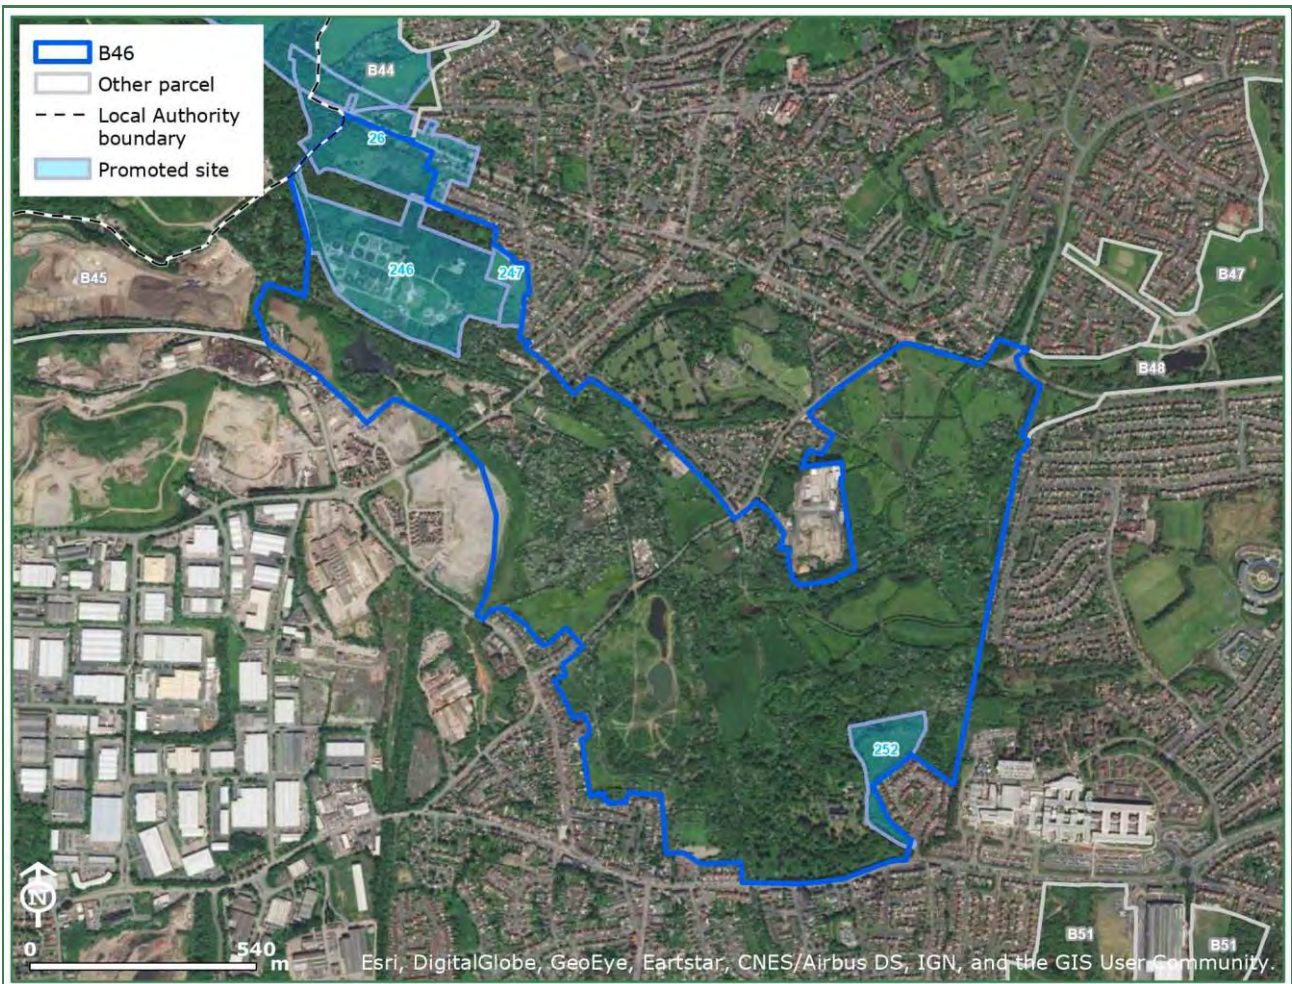 B46
Other parcel
Local Authority
boundary
Promoted site
B44
26
246
247
B45
B47
B48
252
B51
B51
N
0 540 m
Esri, DigitalGlobe, GeoEye, Eartstar, CNES/Airbus DS, IGN, and the GIS User Community.